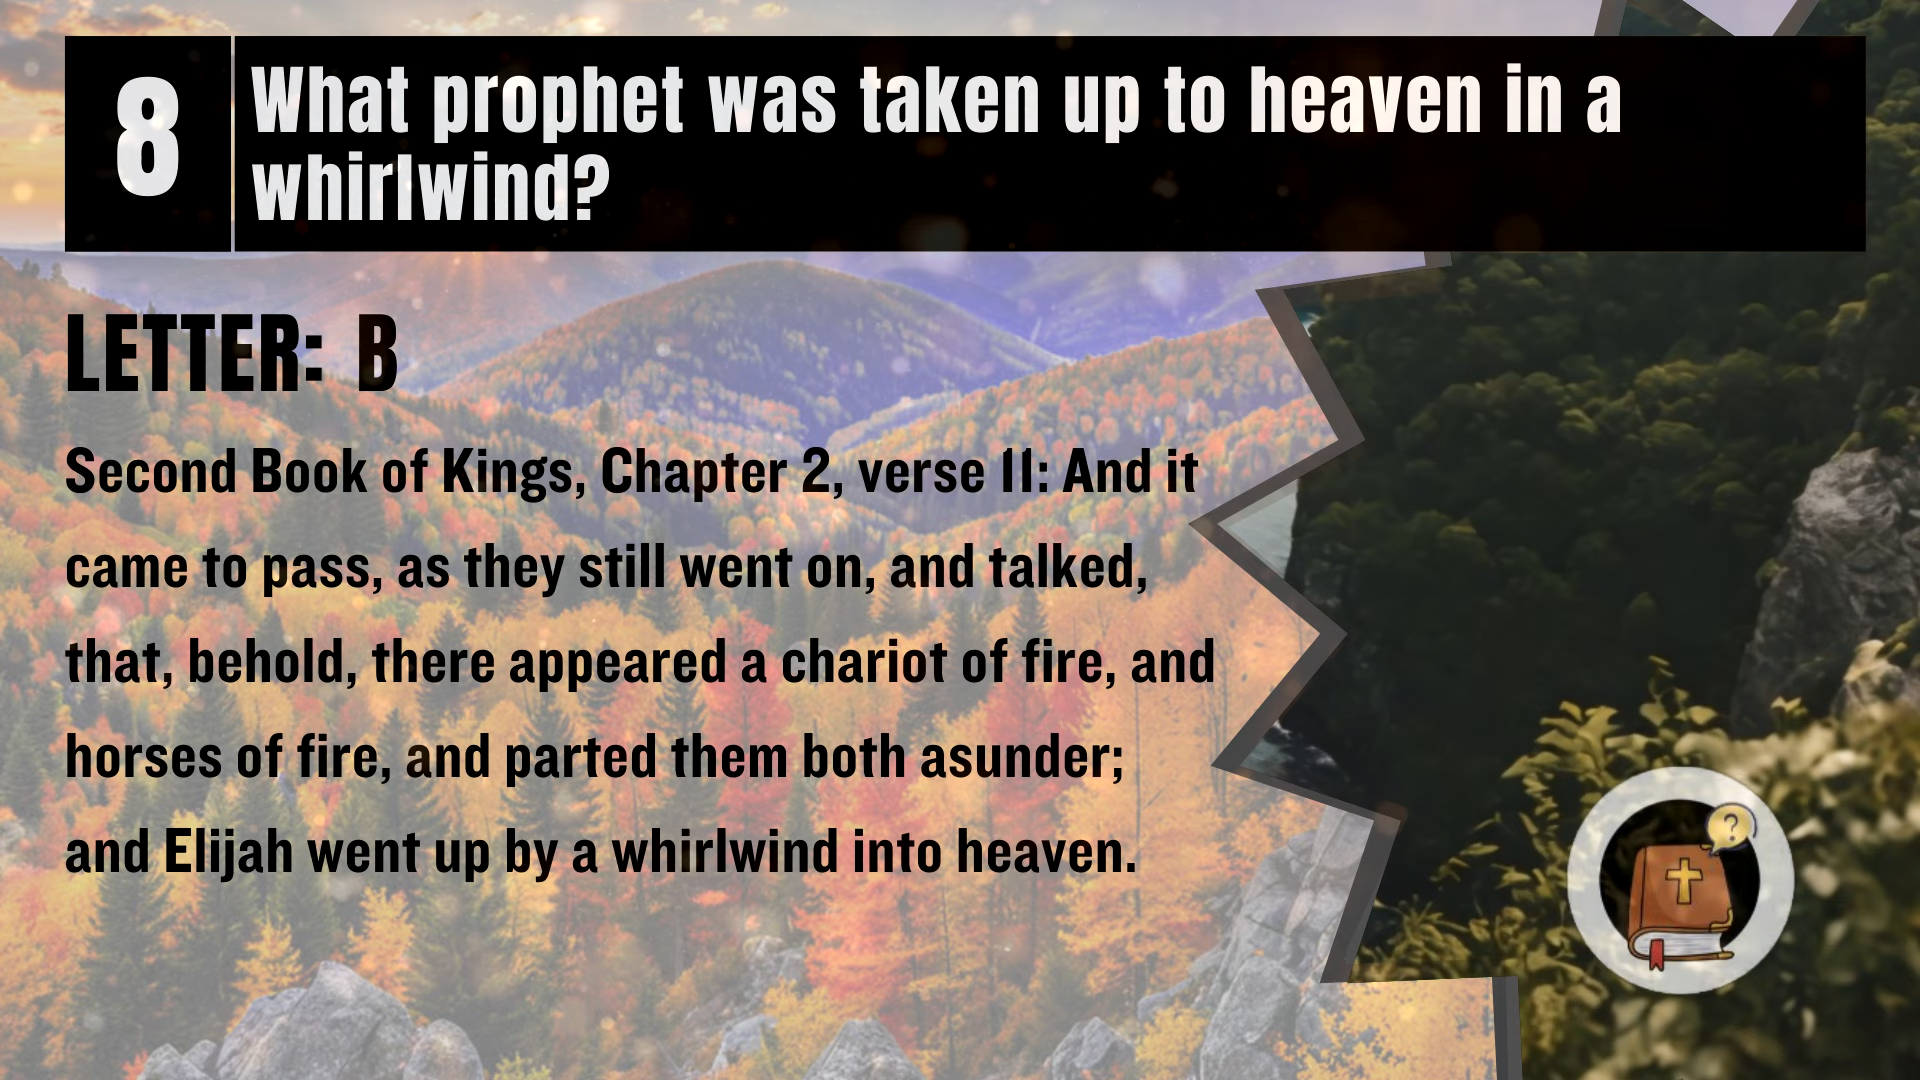 8
What prophet was taken up to heaven in a
whirlwind?
LETTER: B
Second Book of Kings, Chapter 2, verse 11: And it
came to pass, as they still went on, and talked,
that, behold, there appeared a chariot of fire, and
horses of fire, and parted them both asunder;
and Elijah went up by a whirlwind into heaven.
?